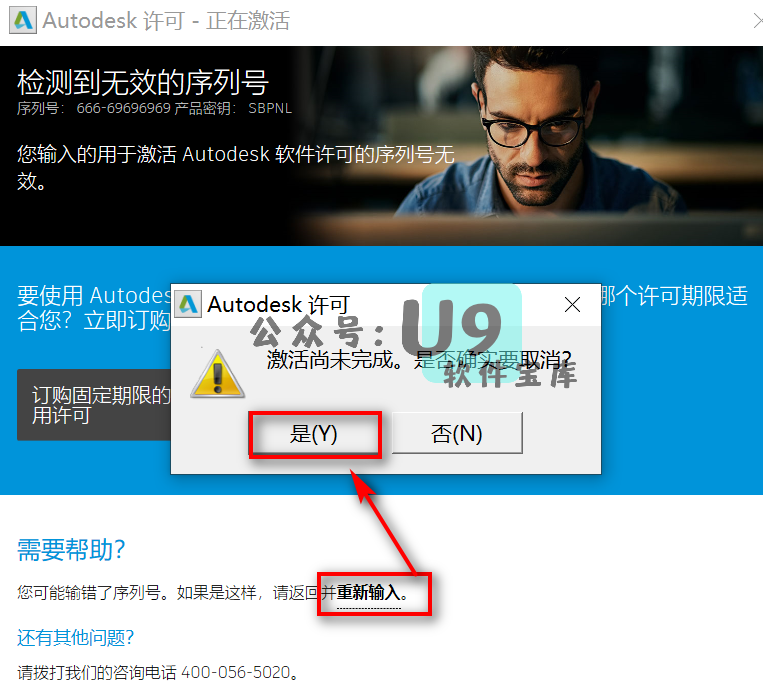 Autodesk 许可 - 正在激活
检测到无效的序列号
序列号： 666-69696969 产品密钥： SBPNL
您输入的用于激活 Autodesk 软件许可的序列号无
效。
要使用 Autodes
哪个许可期限适
合您？立即订购
订购固定期限的
用许可
Autodesk 许可
公众号:U9
软件宝库
激活尚未完成。是否确实要取消?
是(Y)
否(N)
需要帮助?
您可能输错了序列号。如果是这样，请返回并重新输入。
还有其他问题?
请拨打我们的咨询电话 400-056-5020。